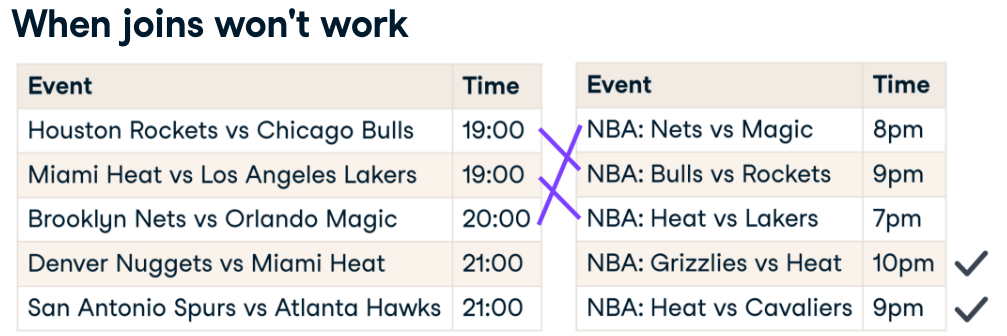 When joins won't work
Event Time
Houston Rockets vs Chicago Bulls 19:00
Miami Heat vs Los Angeles Lakers 19:00
Brooklyn Nets vs Orlando Magic 20:00
Denver Nuggets vs Miami Heat 21:00
San Antonio Spurs vs Atlanta Hawks 21:00
Event Time
NBA: Nets vs Magic 8pm
NBA: Bulls vs Rockets 9pm
NBA: Heat vs Lakers 7pm
NBA: Grizzlies vs Heat 10pm
NBA: Heat vs Cavaliers 9pm